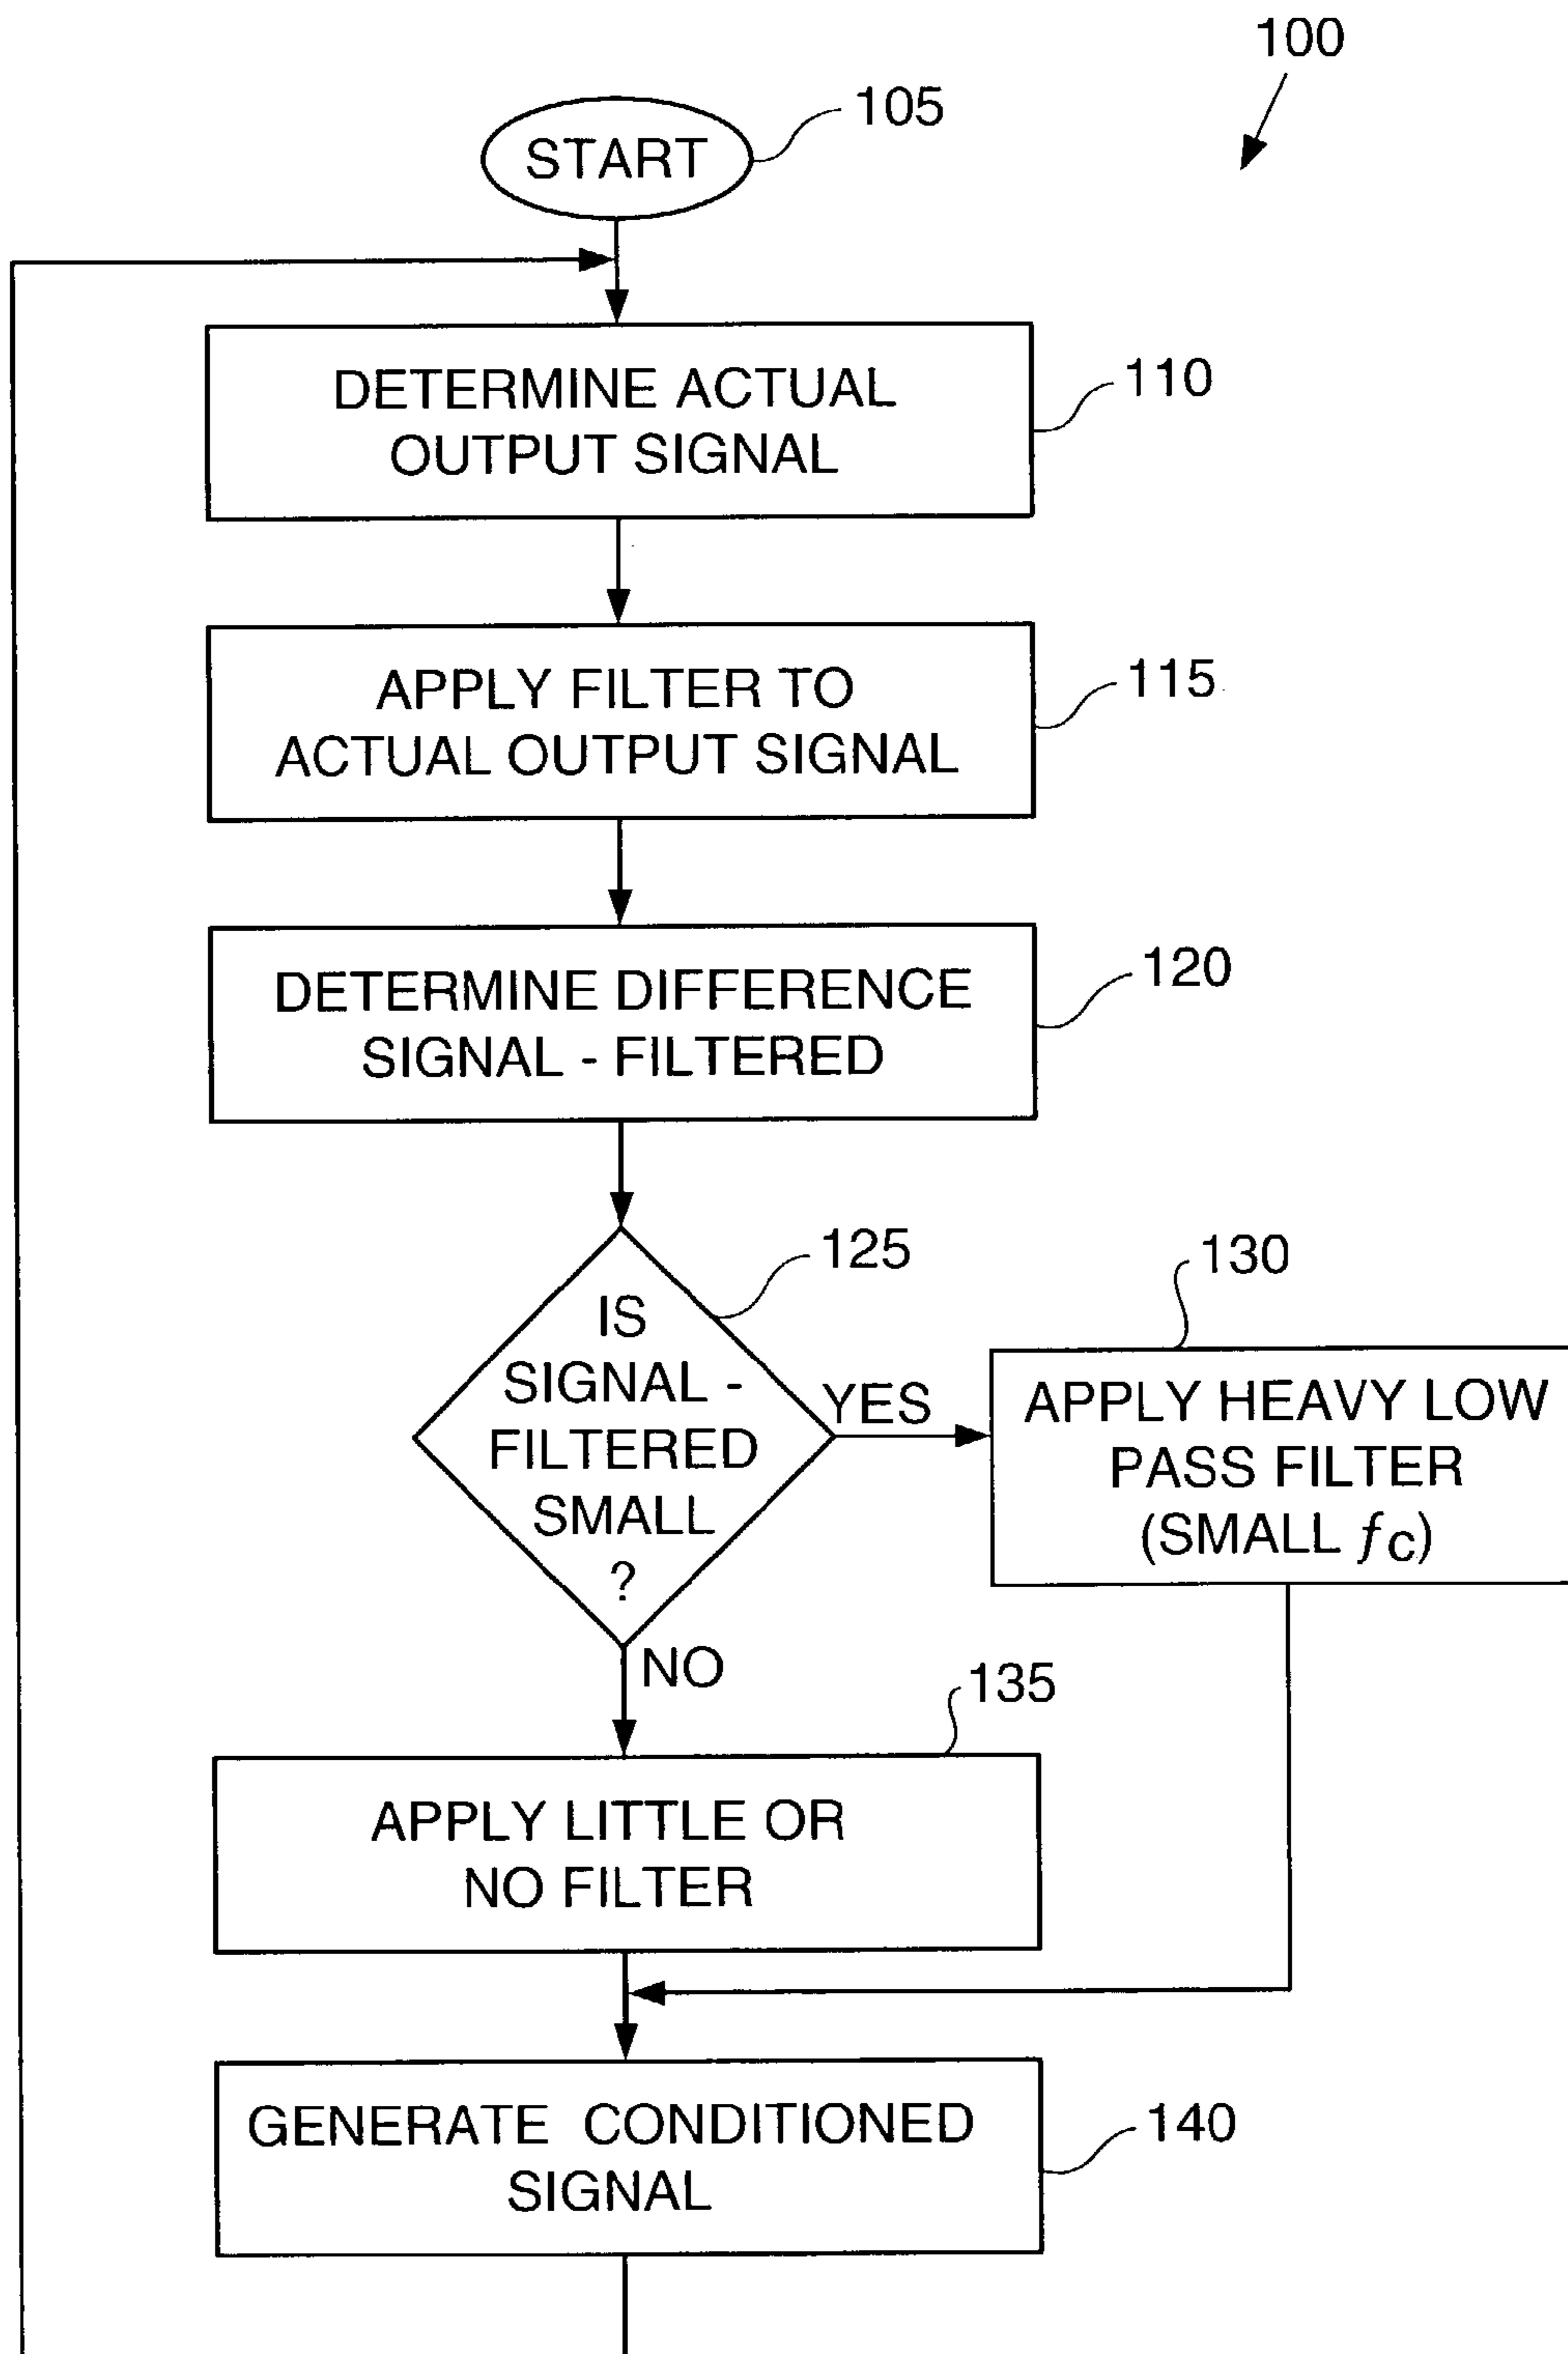 100
START
105
DETERMINE ACTUAL
OUTPUT SIGNAL
110
APPLY FILTER TO
ACTUAL OUTPUT SIGNAL
115
DETERMINE DIFFERENCE
SIGNAL - FILTERED
120
IS
SIGNAL -
FILTERED
SMALL
?
125
YES
130
APPLY HEAVY LOW
PASS FILTER
(SMALL fc)
NO
135
APPLY LITTLE OR
NO FILTER
GENERATE CONDITIONED
SIGNAL
140